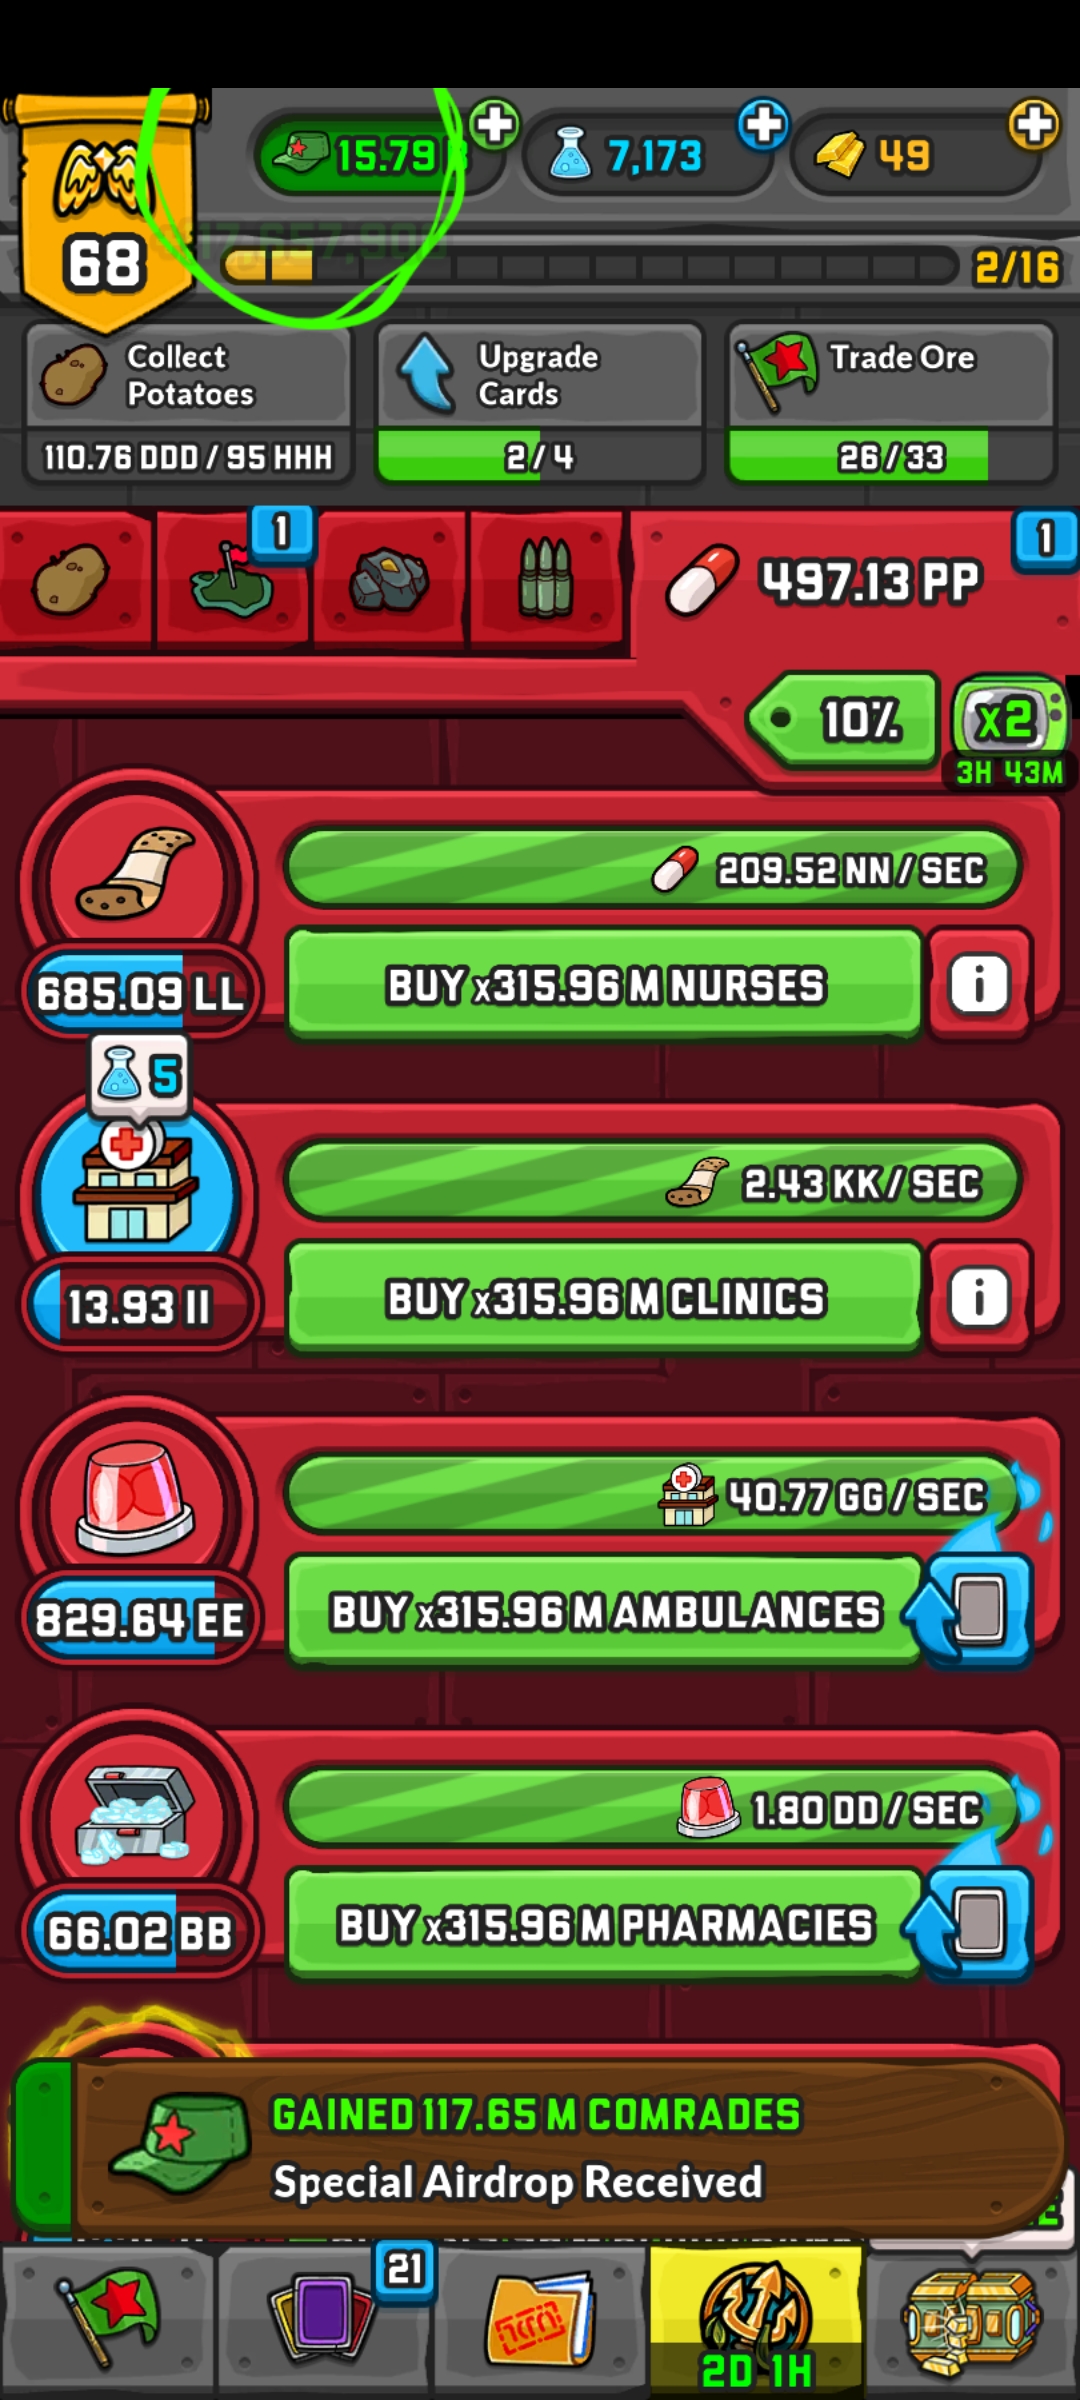 15.79
7,173
49
68
2/16
Collect
Potatoes
110.76 DDD / 95 HHH
Upgrade
Cards
2/4
Trade Ore
26/33
1
497.13 PP
1
10%
x2
3H 43M
209.52 NN / SEC
685.09 LL
BUY x315.96 M NURSES
5
2.43 KK / SEC
13.93 II
BUY x315.96 M CLINICS
40.77 GG / SEC
829.64 EE
BUY x315.96 M AMBULANCES
1.80 DD / SEC
66.02 BB
BUY x315.96 M PHARMACIES
GAINED 117.65 M COMRADES
Special Airdrop Received
21
2D 1H